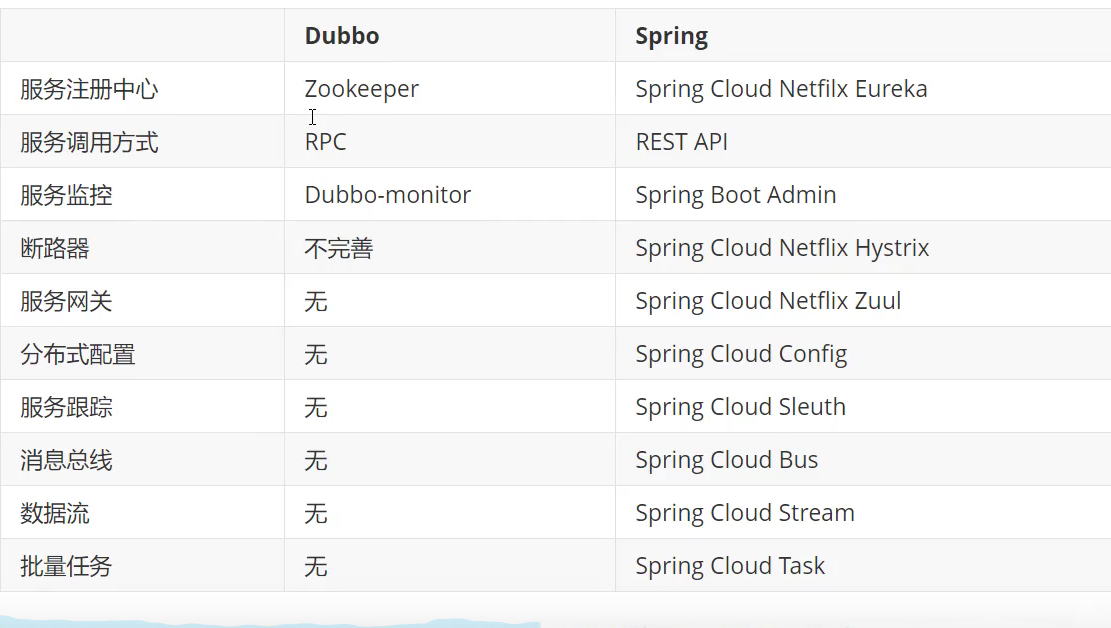 Dubbo Spring
服务注册中心 Zookeeper Spring Cloud Netfilx Eureka
服务调用方式 RPC REST API
服务监控 Dubbo-monitor Spring Boot Admin
断路器 不完善 Spring Cloud Netflix Hystrix
服务网关 无 Spring Cloud Netflix Zuul
分布式配置 无 Spring Cloud Config
服务跟踪 无 Spring Cloud Sleuth
消息总线 无 Spring Cloud Bus
数据流 无 Spring Cloud Stream
批量任务 无 Spring Cloud Task